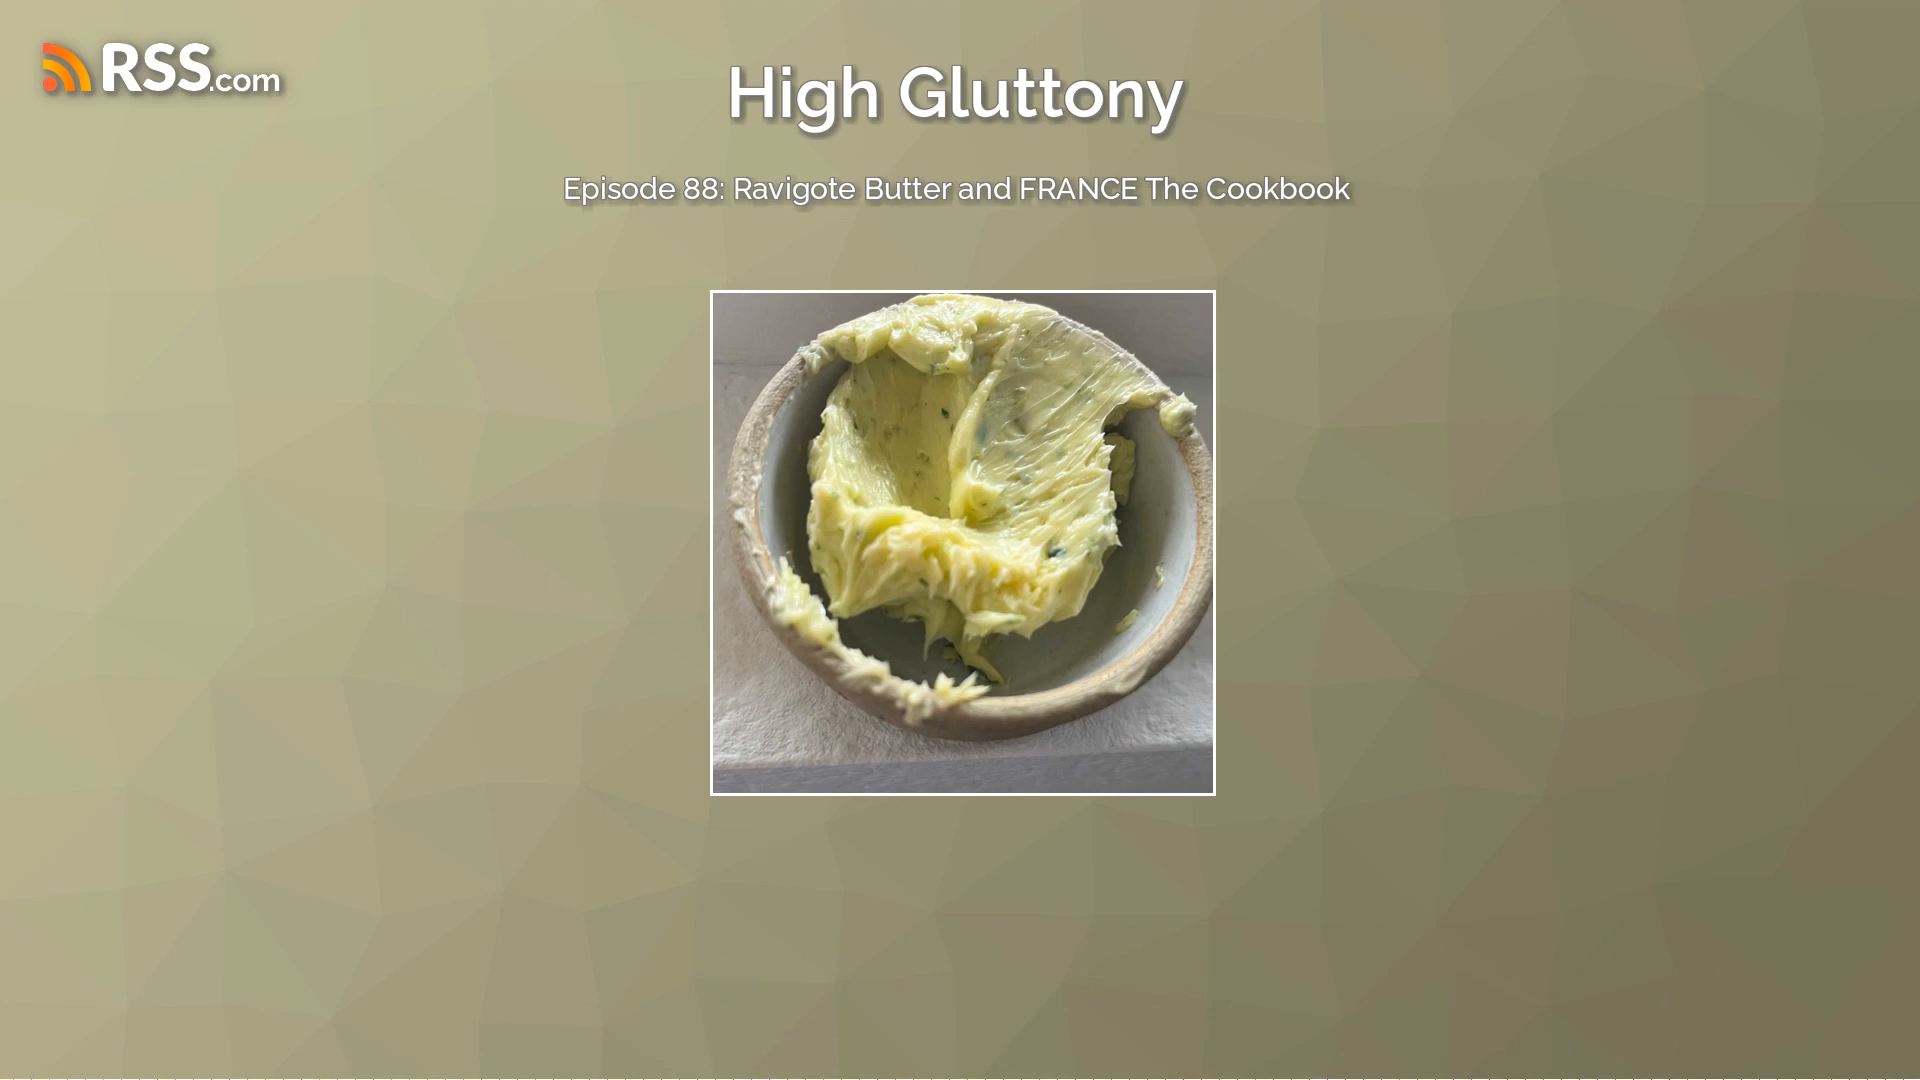 RSS.com
High Gluttony
Episode 88: Ravigote Butter and FRANCE The Cookbook